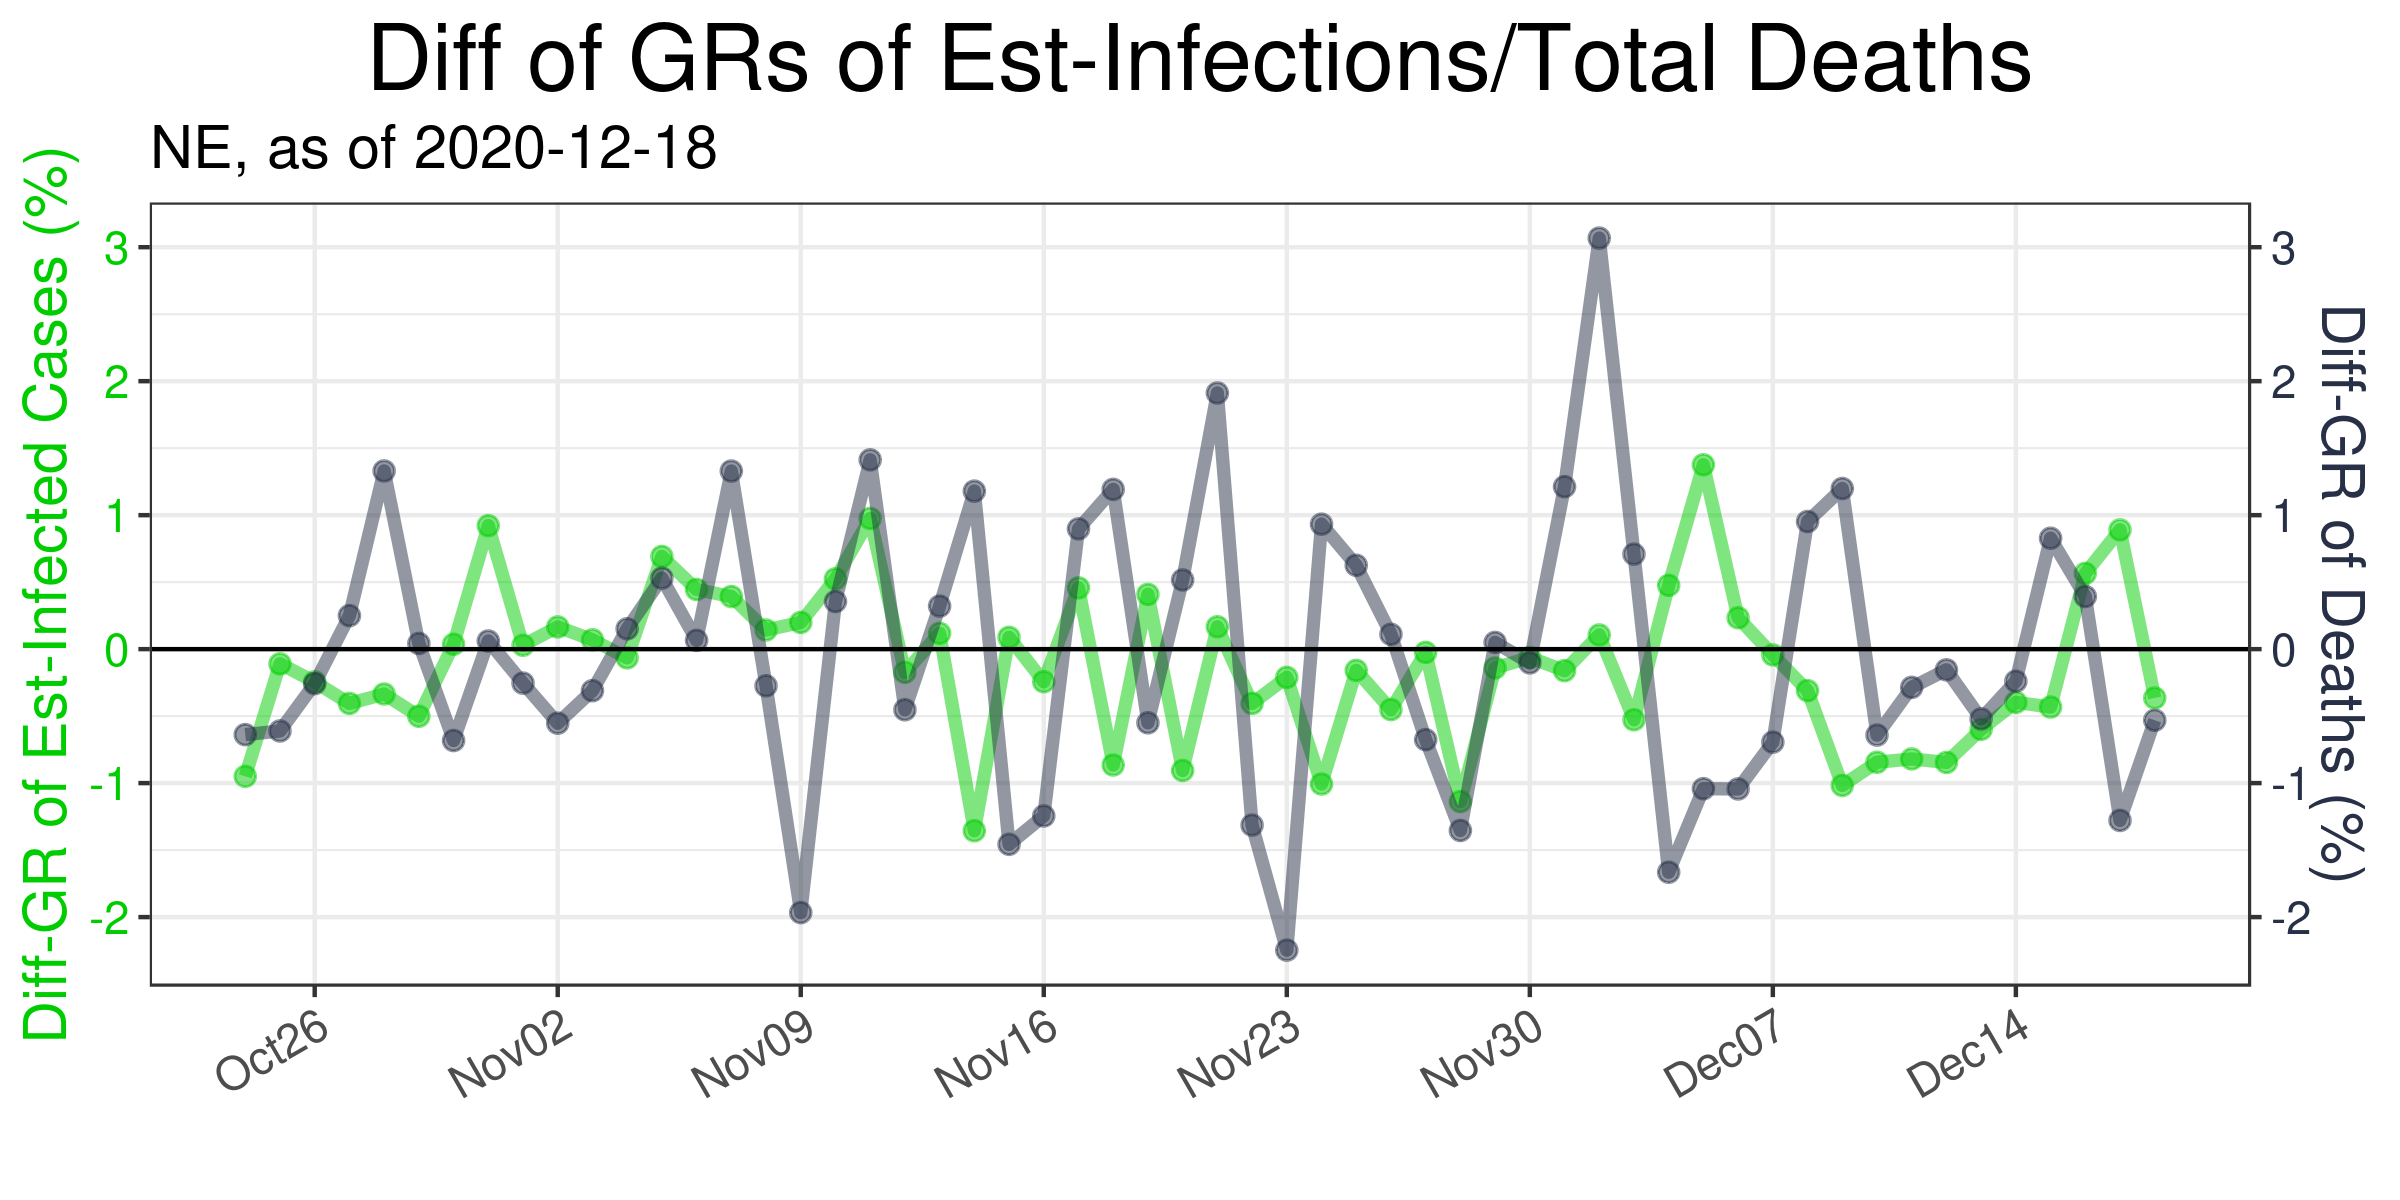 Diff of GRs of Est-Infections/Total Deaths
NE, as of 2020-12-18
Diff-GR of Est-Infected Cases (%)
3
2
1
0
-1
-2
3
2
1
0
-1
-2
Diff-GR of Deaths (%)
Oct26
Nov02
Nov09
Nov16
Nov23
Nov30
Dec07
Dec14